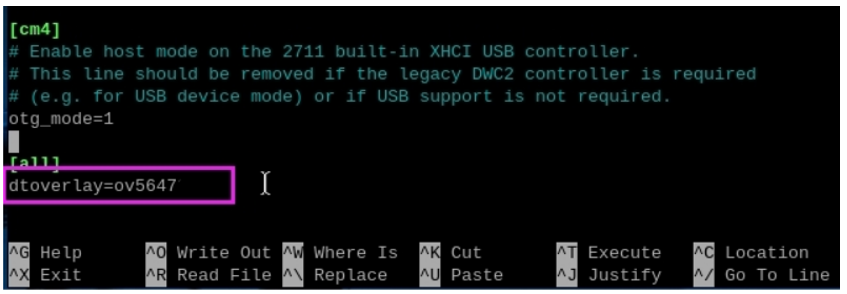 [cm4]
# Enable host mode on the 2711 built-in XHCI USB controller.
# This line should be removed if the legacy DWC2 controller is required
# (e.g. for USB device mode) or if USB support is not required.
otg_mode=1
[all]
dtoverlay=ov5647
^G Help ^O Write Out ^W Where Is ^K Cut ^T Execute ^C Location
^X Exit ^R Read File ^\ Replace ^U Paste ^J Justify ^/ Go To Line